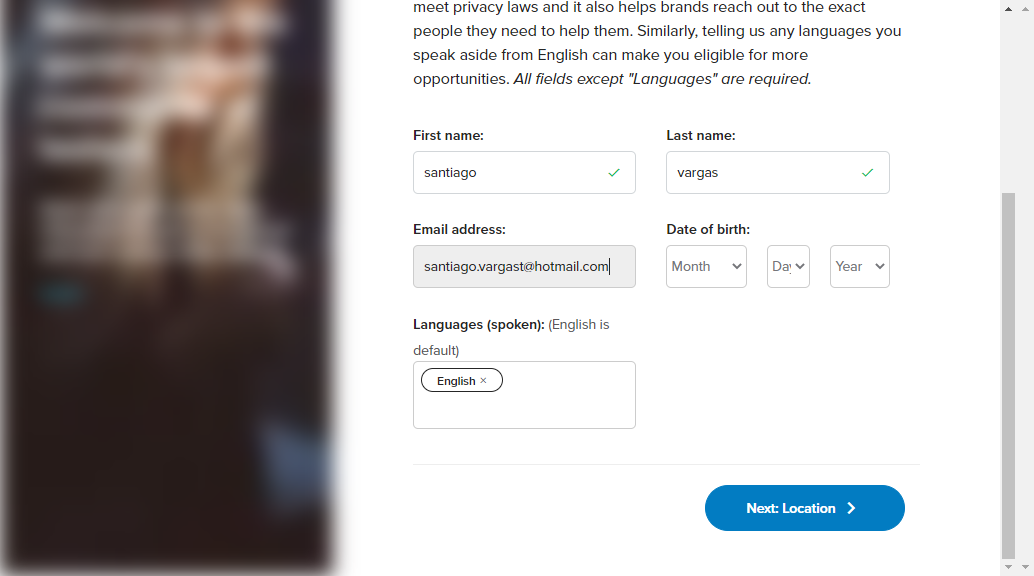 meet privacy laws and it also helps brands reach out to the exact
people they need to help them. Similarly, telling us any languages you
speak aside from English can make you eligible for more
opportunities. All fields except "Languages" are required.
First name:
Last name:
santiago
vargas
Email address:
Date of birth:
santiago.vargast@hotmail.com
Month
Day
Year
Languages (spoken): (English is
default)
English ×
Next: Location